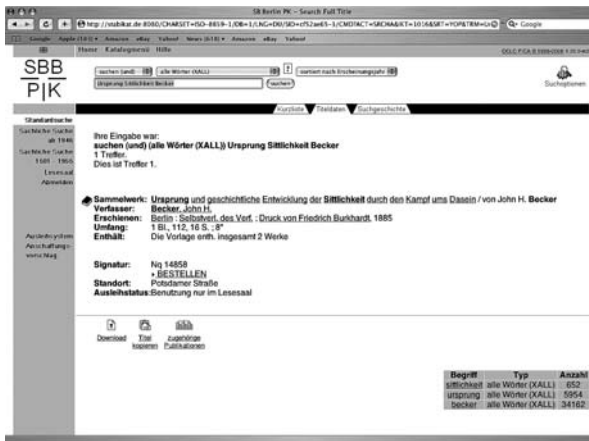 SB Berlin PK – Search Full Title
Google
Home Katalogmenü Hilfe
SBB
PK
suchen [und] alle Wörter (XALL) ? sortiert nach Erscheinungsjahr
Ursprung Sittlichkeit Becker suchen
Suchoptionen
Kurzliste Titeldaten Suchgeschichte
Standardsuche
Sachliche Suche
ab 1946
Sachliche Suche
1501 - 1955
Lesesaal
Abmelden
Ausleihsystem
Anschaffungs-
vorschlag
Ihre Eingabe war:
suchen (und) (alle Wörter (XALL)) Ursprung Sittlichkeit Becker
1 Treffer.
Dies ist Treffer 1.
Sammelwerk: Ursprung und geschichtliche Entwicklung der Sittlichkeit durch den Kampf ums Dasein / von John H. Becker
Verfasser: Becker, John H.
Erschienen: Berlin : Selbstverl. des Verf. : Druck von Friedrich Burkhardt, 1885
Umfang: 1 Bl., 112, 16 S. ; 8"
Enthält: Die Vorlage enth. insgesamt 2 Werke
Signatur: Nq 14858
› BESTELLEN
Standort: Potsdamer Straße
Ausleihstatus: Benutzung nur im Lesesaal
Download Titel kopieren zugehörige Publikationen
Begriff Typ Anzahl
sittlichkeit alle Wörter (XALL) 652
ursprung alle Wörter (XALL) 5954
becker alle Wörter (XALL) 34162